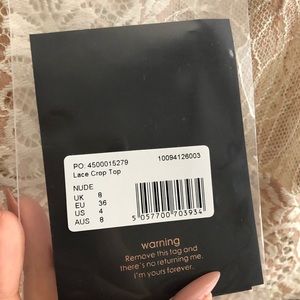 PO: 4500015279 10094126003
Lace Crop Top
NUDE
UK 8
EU 36
US 4
AUS 8
5 057700 703934
warning
Remove this tag and
there's no returning me.
I'm yours forever.